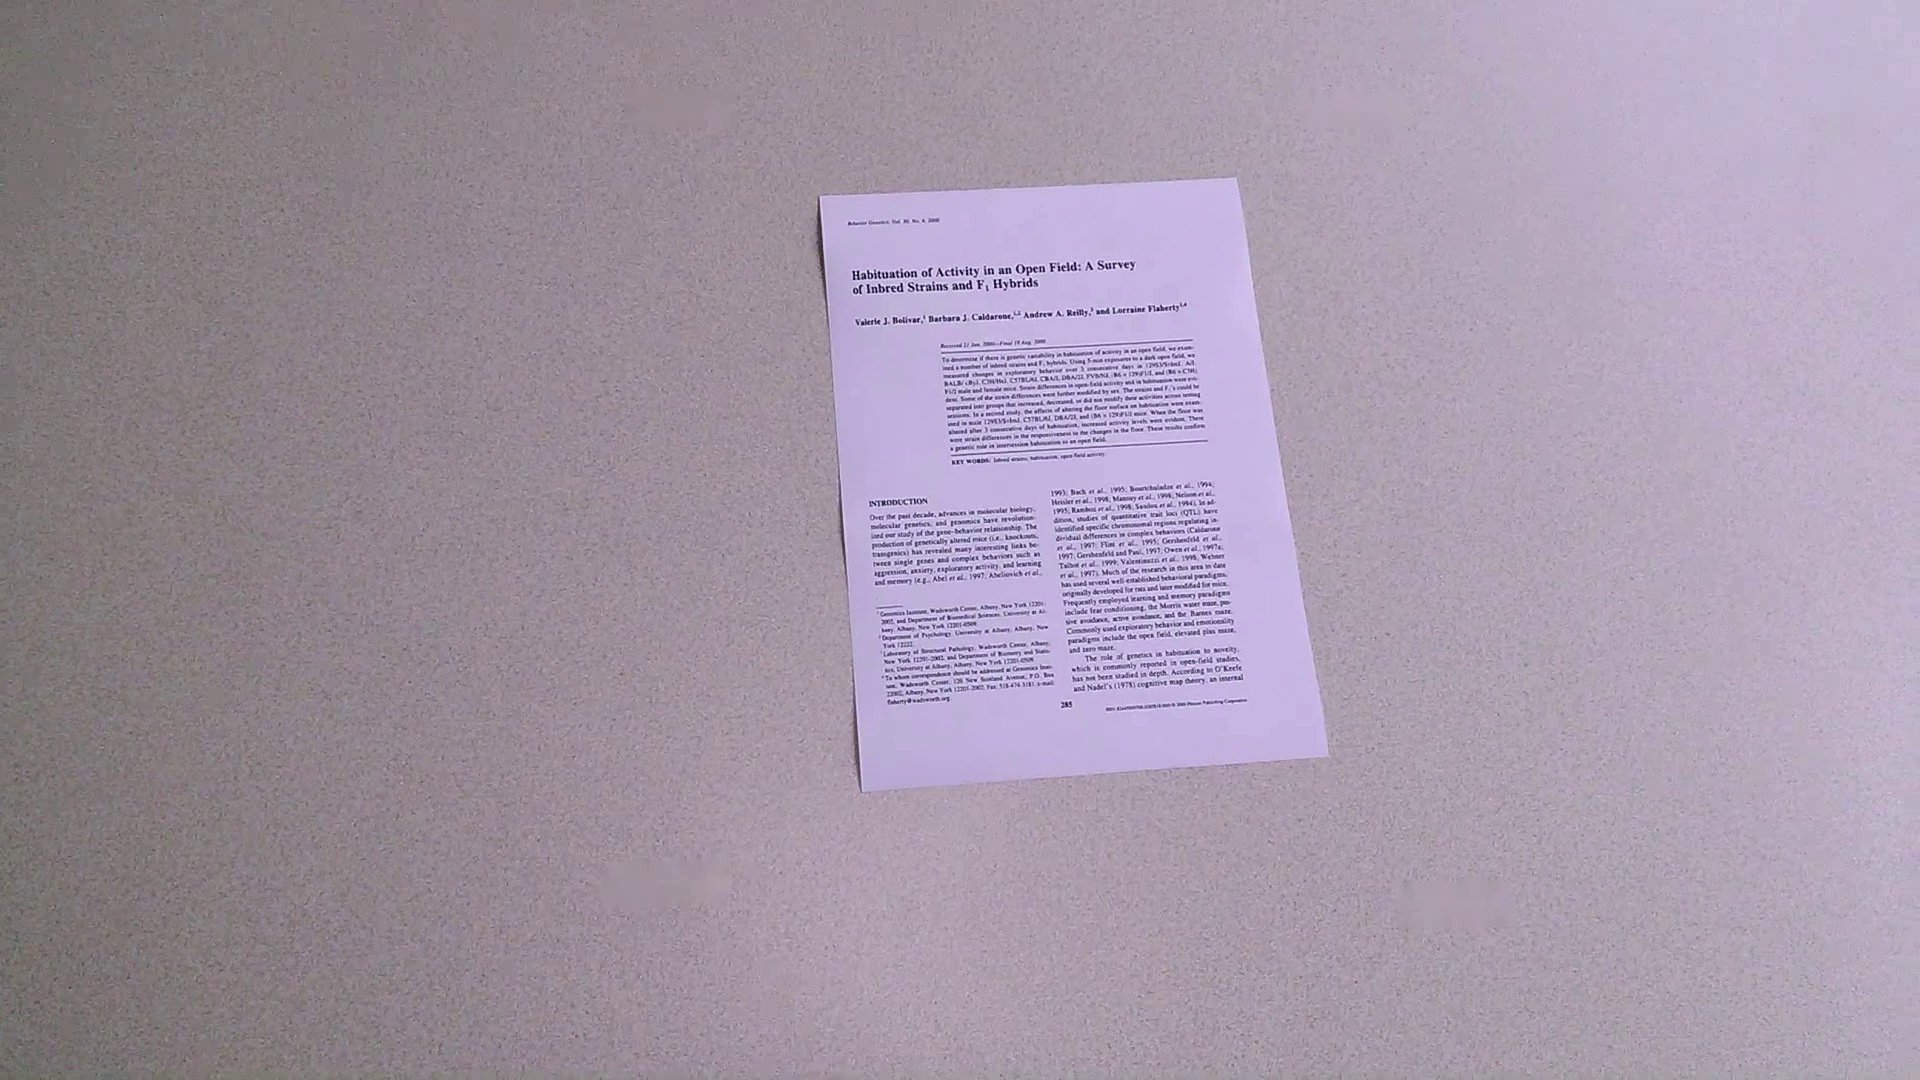 Behavior Genetics, Vol. 30, No. 4, 2000
Habituation of Activity in an Open Field: A Survey
of Inbred Strains and F1 Hybrids
Valerie J. Bolivar,1 Barbara J. Caldarone,1,2 Andrew A. Reilly,3 and Lorraine Flaherty1,4
Received 21 Jan. 2000—Final 19 Aug. 2000
To determine if there is genetic variability in habituation of activity in an open field, we exam-
ined a number of inbred strains and F1 hybrids. Using 5-min exposures to a dark open field, we
measured changes in exploratory behavior over 3 consecutive days in 129S3/SvImJ, A/J,
BALB/cByJ, C3H/HeJ, C57BL/6J, CBA/J, DBA/2J, FVB/NJ, (B6 × 129)F1/J, and (B6 × C3H)
F1/J male and female mice. Strain differences in open-field activity and in habituation were evi-
dent. Some of the strain differences were further modified by sex. The strains and F1's could be
separated into groups that increased, decreased, or did not modify their activities across testing
sessions. In a second study, the effects of altering the floor surface on habituation were exam-
ined in male 129S3/SvImJ, C57BL/6J, DBA/2J, and (B6 × 129)F1/J mice. When the floor was
altered after 3 consecutive days of habituation, increased activity levels were evident. There
were strain differences in the responsiveness to the changes in the floor. These results confirm
a genetic role in intersession habituation to an open field.
KEY WORDS: Inbred strains; habituation; open field activity.
INTRODUCTION
Over the past decade, advances in molecular biology,
molecular genetics, and genomics have revolution-
ized our study of the gene–behavior relationship. The
production of genetically altered mice (i.e., knockouts,
transgenics) has revealed many interesting links be-
tween single genes and complex behaviors such as
aggression, anxiety, exploratory activity, and learning
and memory (e.g., Abel et al., 1997; Abeliovich et al.,
1 Genomics Institute, Wadsworth Center, Albany, New York 12201-
2002, and Department of Biomedical Sciences, University at Al-
bany, Albany, New York 12201-0509.
2 Department of Psychology, University at Albany, Albany, New
York 12222.
3 Laboratory of Structural Pathology, Wadsworth Center, Albany,
New York 12201-2002, and Department of Biometry and Statis-
tics, University at Albany, Albany, New York 12201-0509.
4 To whom correspondence should be addressed at Genomics Insti-
tute, Wadsworth Center, 120 New Scotland Avenue, P.O. Box
22002, Albany, New York 12201-2002. Fax: 518-474-3181. e-mail:
flaherty@wadsworth.org.
1993; Bach et al., 1995; Bourtchuladze et al., 1994;
Heisler et al., 1998; Mansuy et al., 1998; Nelson et al.,
1995; Ramboz et al., 1998; Saudou et al., 1994). In ad-
dition, studies of quantitative trait loci (QTL) have
identified specific chromosomal regions regulating in-
dividual differences in complex behaviors (Caldarone
et al., 1997; Flint et al., 1995; Gershenfeld et al.,
1997; Gershenfeld and Paul, 1997; Owen et al., 1997a;
Talbot et al., 1999; Valentinuzzi et al., 1998; Wehner
et al., 1997). Much of the research in this area to date
has used several well-established behavioral paradigms,
originally developed for rats and later modified for mice.
Frequently employed learning and memory paradigms
include fear conditioning, the Morris water maze, pas-
sive avoidance, active avoidance, and the Barnes maze.
Commonly used exploratory behavior and emotionality
paradigms include the open field, elevated plus maze,
and zero maze.
The role of genetics in habituation to novelty,
which is commonly reported in open-field studies,
has not been studied in depth. According to O'Keefe
and Nadel's (1978) cognitive map theory, an internal
285
© 2000 Plenum Publishing Corporation